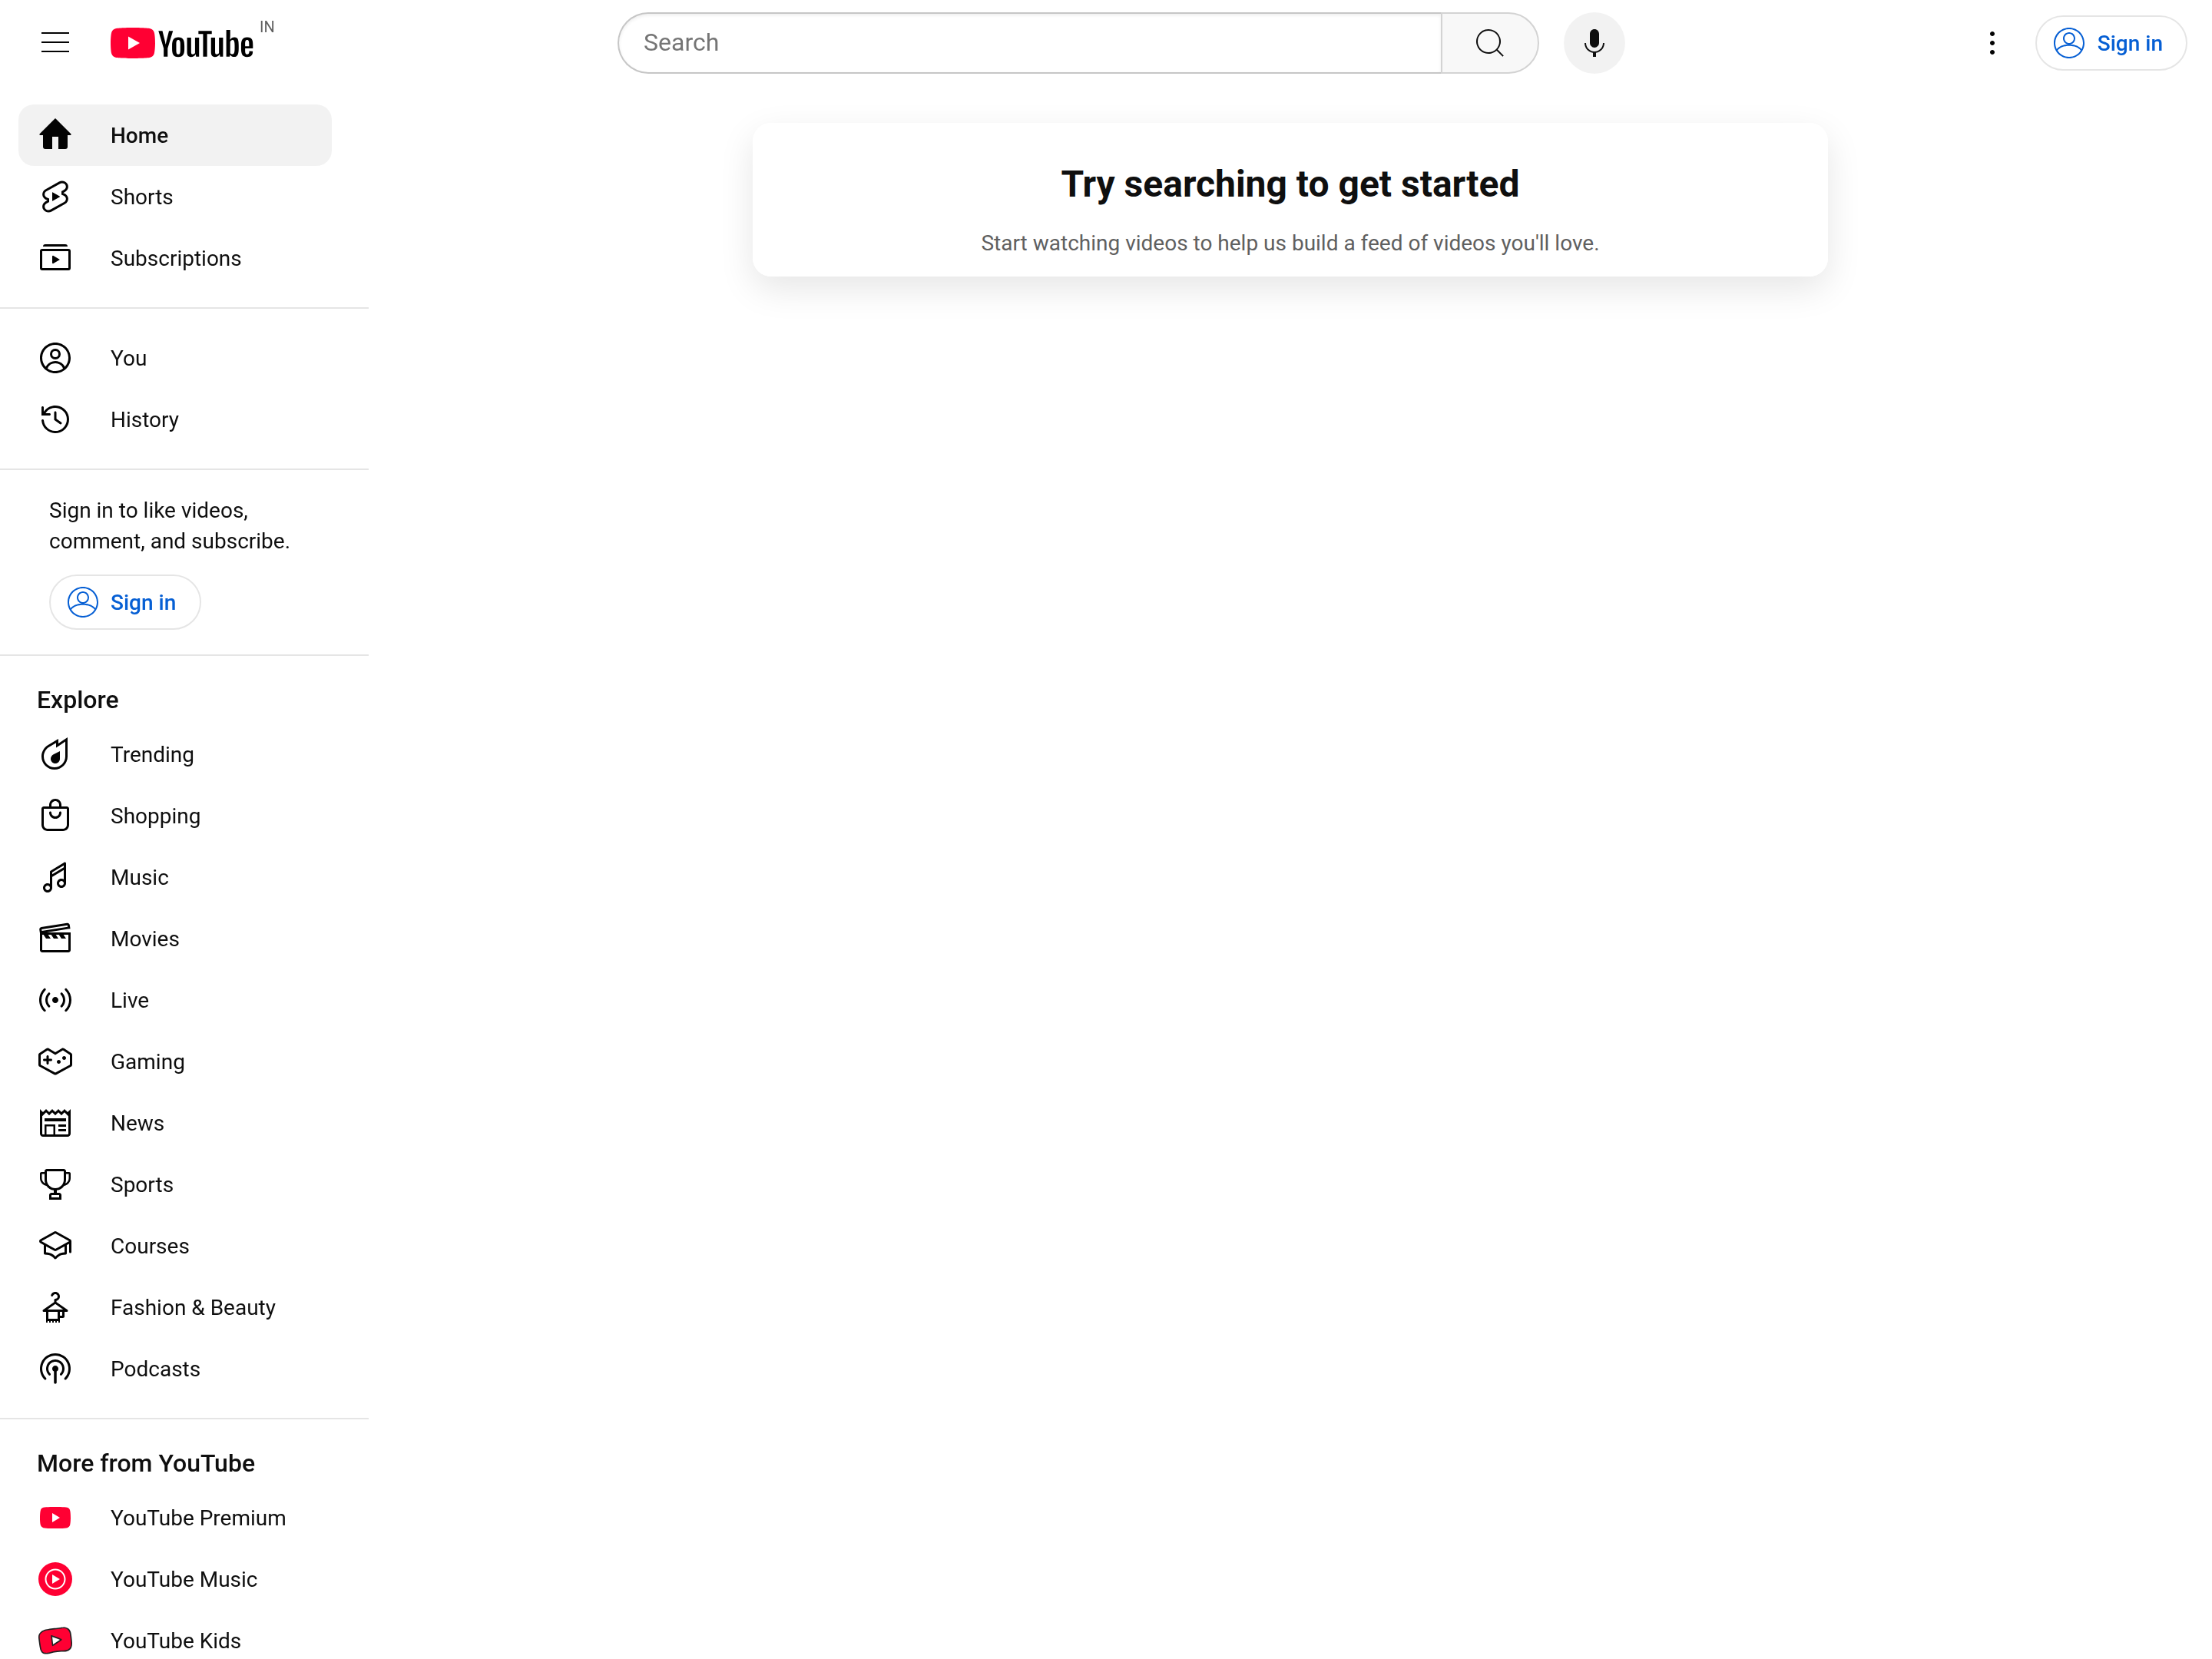 YouTube IN
Search
Sign in
Home
Shorts
Subscriptions
You
History
Sign in to like videos,
comment, and subscribe.
Sign in
Explore
Trending
Shopping
Music
Movies
Live
Gaming
News
Sports
Courses
Fashion & Beauty
Podcasts
More from YouTube
YouTube Premium
YouTube Music
YouTube Kids
Try searching to get started
Start watching videos to help us build a feed of videos you'll love.